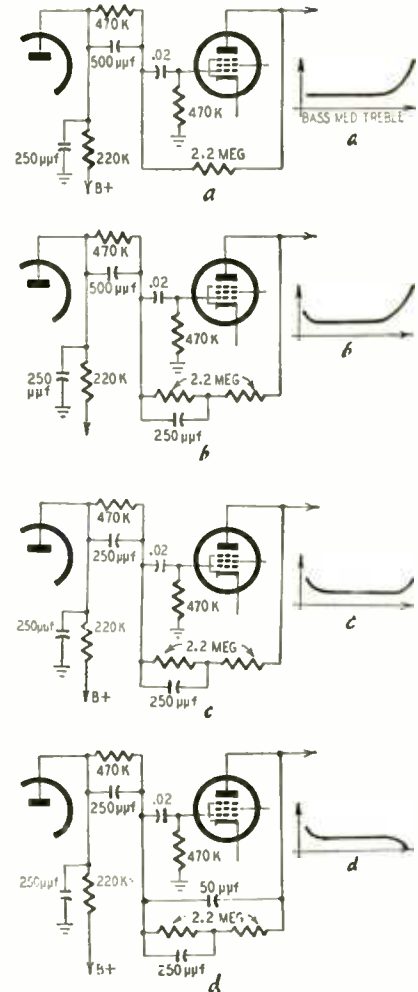 470K
500µµf
.02
470K
250µµf
220K
B+
2.2 MEG
a
BASS MED TREBLE
a
470K
500µµf
.02
470K
250
µµf
220K
2.2 MEG
250µµf
b
b
470K
250µµf
.02
470K
250µµf
220K
2.2 MEG
B+
250µµf
c
c
470K
250µµf
.02
470K
50µµf
250µµf
220K
2.2 MEG
250µµf
B+
d
d